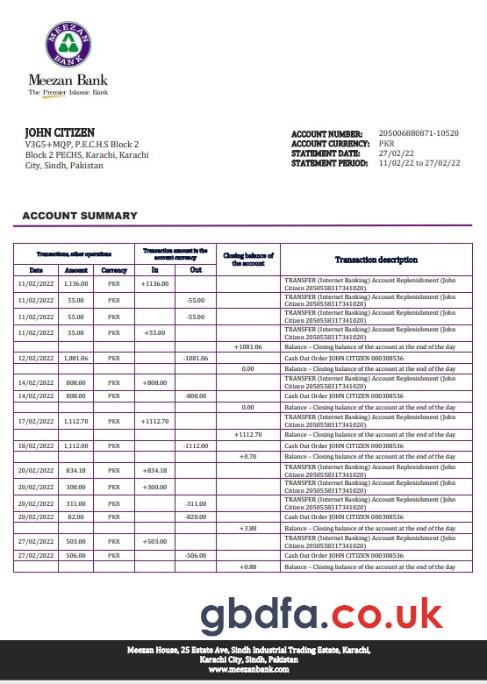 MEEZAN
BANK
Meezan Bank
The Premier Islamic Bank
JOHN CITIZEN
V3G5+MQP, P.E.C.H.S Block 2
Block 2 PECHS, Karachi, Karachi
City, Sindh, Pakistan
ACCOUNT NUMBER: 205006880871-10520
ACCOUNT CURRENCY: PKR
STATEMENT DATE: 27/02/22
STATEMENT PERIOD: 11/02/22 to 27/02/22
ACCOUNT SUMMARY
Transactions, other operations
Transaction amount in the
account currency
Closing balance of
the account
Transaction description
Date Amount Currency In Out
11/02/2022 1,136.00 PKR +1136.00 TRANSFER (Internet Banking) Account Replenishment (John
Citizen 2050558317341020)
11/02/2022 55.00 PKR -55.00 TRANSFER (Internet Banking) Account Replenishment (John
Citizen 2050558317341020)
11/02/2022 55.00 PKR -55.00 TRANSFER (Internet Banking) Account Replenishment (John
Citizen 2050558317341020)
11/02/2022 55.00 PKR +55.00 TRANSFER (Internet Banking) Account Replenishment (John
Citizen 2050558317341020)
+1081.06 Balance – Closing balance of the account at the end of the day
12/02/2022 1,081.06 PKR -1081.06 Cash Out Order JOHN CITIZEN 000308536
0.00 Balance – Closing balance of the account at the end of the day
14/02/2022 808.00 PKR +808.00 TRANSFER (Internet Banking) Account Replenishment (John
Citizen 2050558317341020)
14/02/2022 808.00 PKR -808.00 Cash Out Order JOHN CITIZEN 000308536
0.00 Balance – Closing balance of the account at the end of the day
17/02/2022 1,112.70 PKR +1112.70 TRANSFER (Internet Banking) Account Replenishment (John
Citizen 2050558317341020)
+1112.70 Balance – Closing balance of the account at the end of the day
18/02/2022 1,112.00 PKR -1112.00 Cash Out Order JOHN CITIZEN 000308536
+0.70 Balance – Closing balance of the account at the end of the day
20/02/2022 834.18 PKR +834.18 TRANSFER (Internet Banking) Account Replenishment (John
Citizen 2050558317341020)
20/02/2022 300.00 PKR +300.00 TRANSFER (Internet Banking) Account Replenishment (John
Citizen 2050558317341020)
20/02/2022 311.00 PKR -311.00 TRANSFER (Internet Banking) Account Replenishment (John
Citizen 2050558317341020)
20/02/2022 82.00 PKR -820.00 Cash Out Order JOHN CITIZEN 000308536
+3.88 Balance – Closing balance of the account at the end of the day
27/02/2022 503.00 PKR +503.00 TRANSFER (Internet Banking) Account Replenishment (John
Citizen 2050558317341020)
27/02/2022 506.00 PKR -506.00 Cash Out Order JOHN CITIZEN 000308536
+0.88 Balance – Closing balance of the account at the end of the day
gbdfa.co.uk
Meezan House, 25 Estate Ave, Sindh Industrial Trading Estate, Karachi,
Karachi City, Sindh, Pakistan
www.meezanbank.com